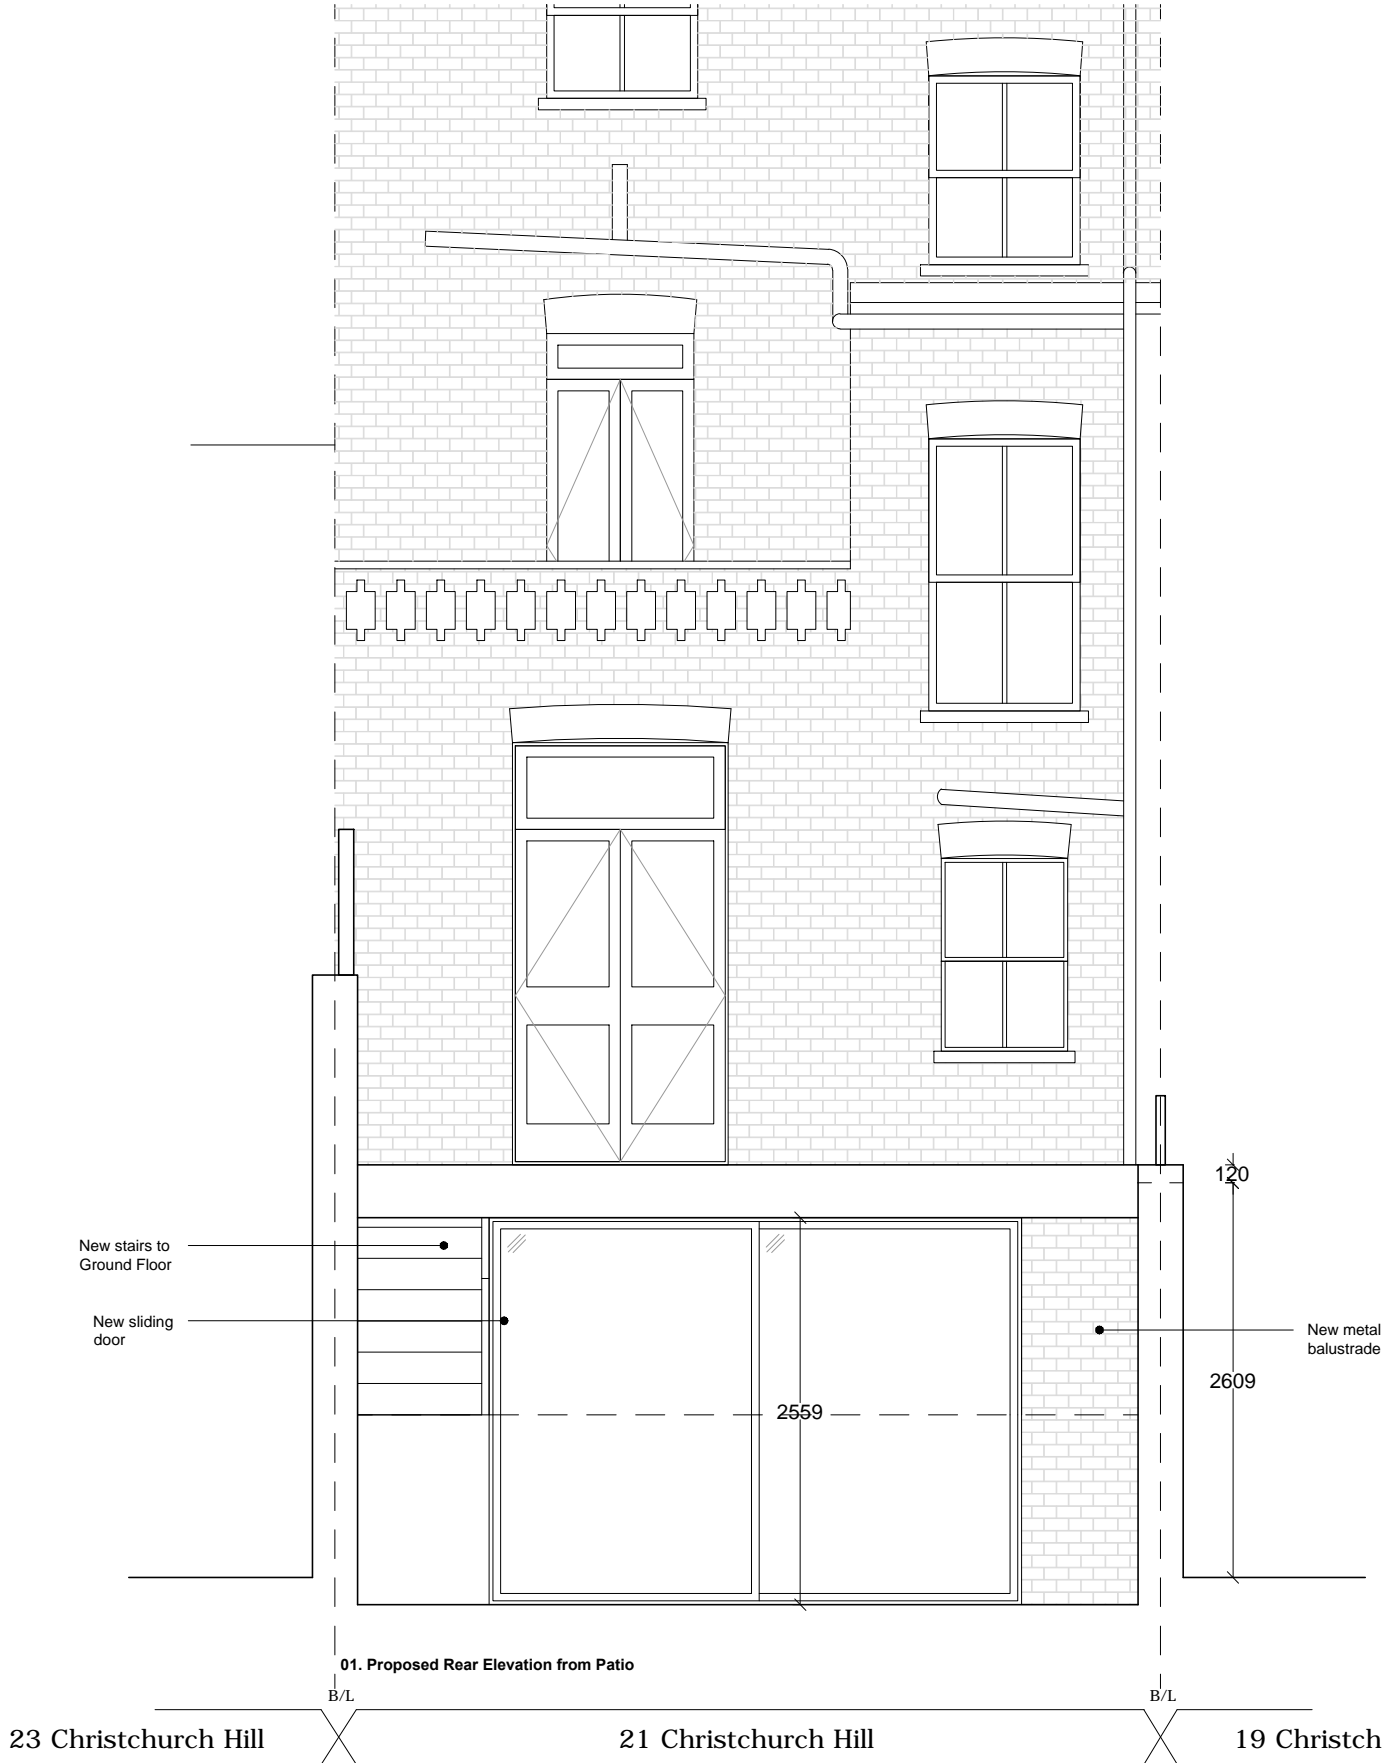 120
New stairs to
Ground Floor
New sliding
door
New metal
balustrade
2609
2559
01. Proposed Rear Elevation from Patio
B/L
B/L
23 Christchurch Hill
21 Christchurch Hill
19 Christch